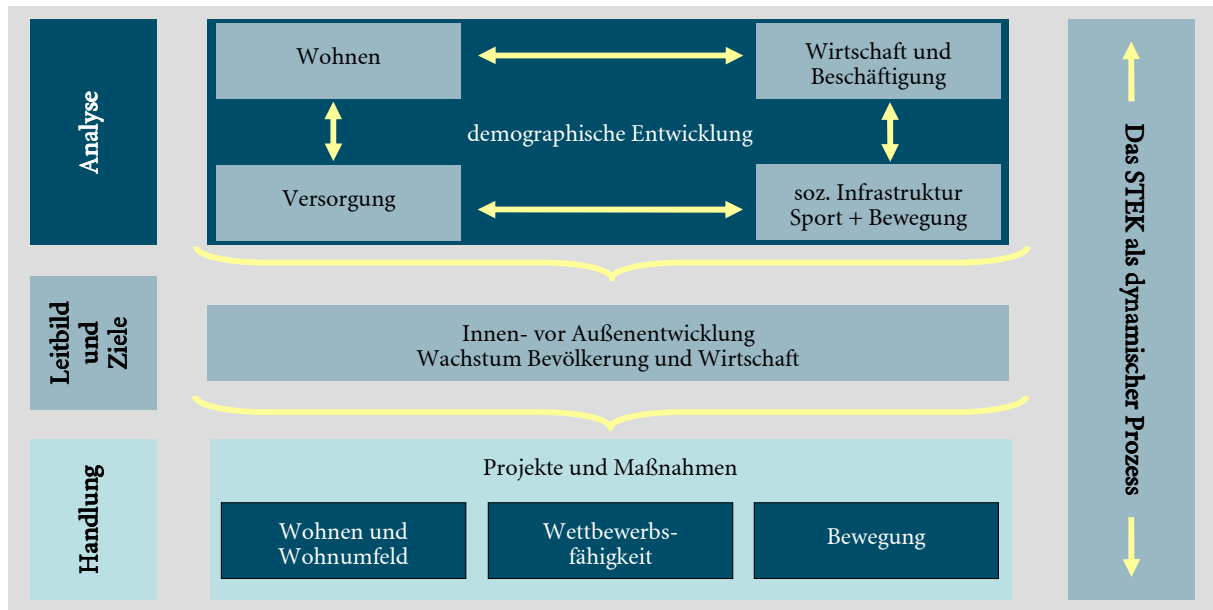 Analyse
Wohnen
Wirtschaft und
Beschäftigung
demographische Entwicklung
Versorgung
soz. Infrastruktur
Sport + Bewegung
Leitbild
und
Ziele
Innen- vor Außenentwicklung
Wachstum Bevölkerung und Wirtschaft
Handlung
Projekte und Maßnahmen
Wohnen und
Wohnumfeld
Wettbewerbs-
fähigkeit
Bewegung
Das STEK als dynamischer Prozess